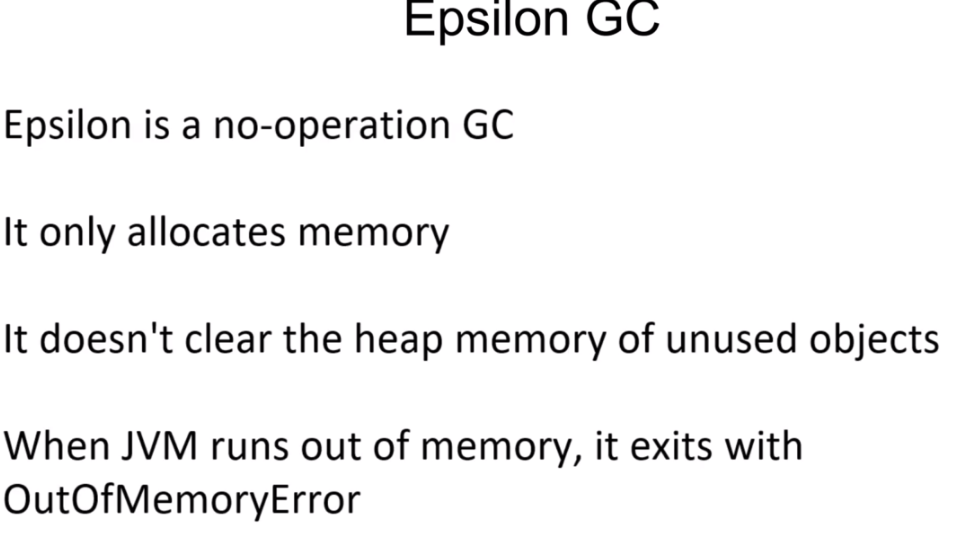 Epsilon GC
Epsilon is a no-operation GC
It only allocates memory
It doesn't clear the heap memory of unused objects
When JVM runs out of memory, it exits with
OutOfMemoryError